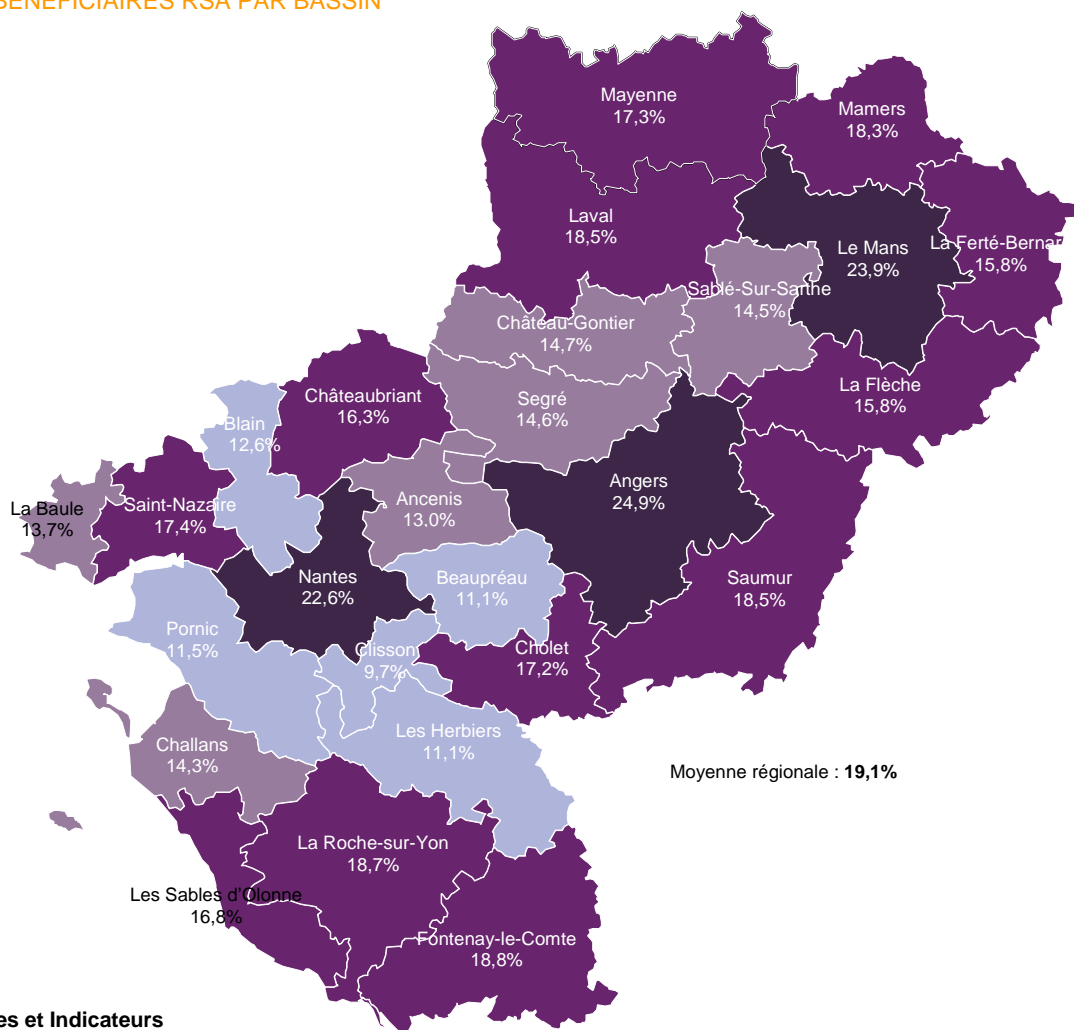 BÉNÉFICIAIRES RSA PAR BASSIN
Mayenne
17,3%
Mamers
18,3%
Laval
18,5%
Le Mans
23,9%
La Ferté-Bernar
15,8%
Sablé-Sur-Sarthe
14,5%
Château-Gontier
14,7%
La Flèche
15,8%
Châteaubriant
16,3%
Segré
14,6%
Blain
12,6%
Angers
24,9%
Ancenis
13.0%
La Baule
13,7%
Saint-Nazaire
17,4%
Nantes
22,6%
Beaupréau
11,1%
Saumur
18,5%
Pornic
11,5%
Clisson
9,7%
Cholet
17,2%
Les Herbiers
11,1%
Challans
14,3%
Moyenne régionale : 19,1%
La Roche-sur-Yon
18,7%
Les Sables d'Olonne
16,8%
Fontenay-le-Comte
18,8%
es et Indicateurs